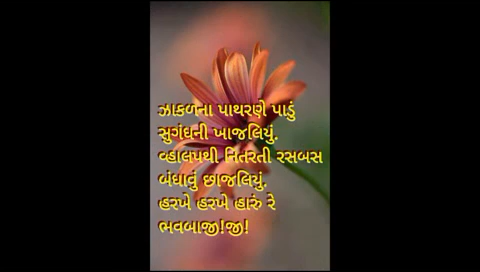 ઝાકળના પાથરણે પાડું
સુગંધની ખાજલિયું.
વ્હાલપથી નિતરતી રસબસ
બંધાવું છાજલિયું.
હરખે હરખે હારું રે
ભવબાજી!જી!